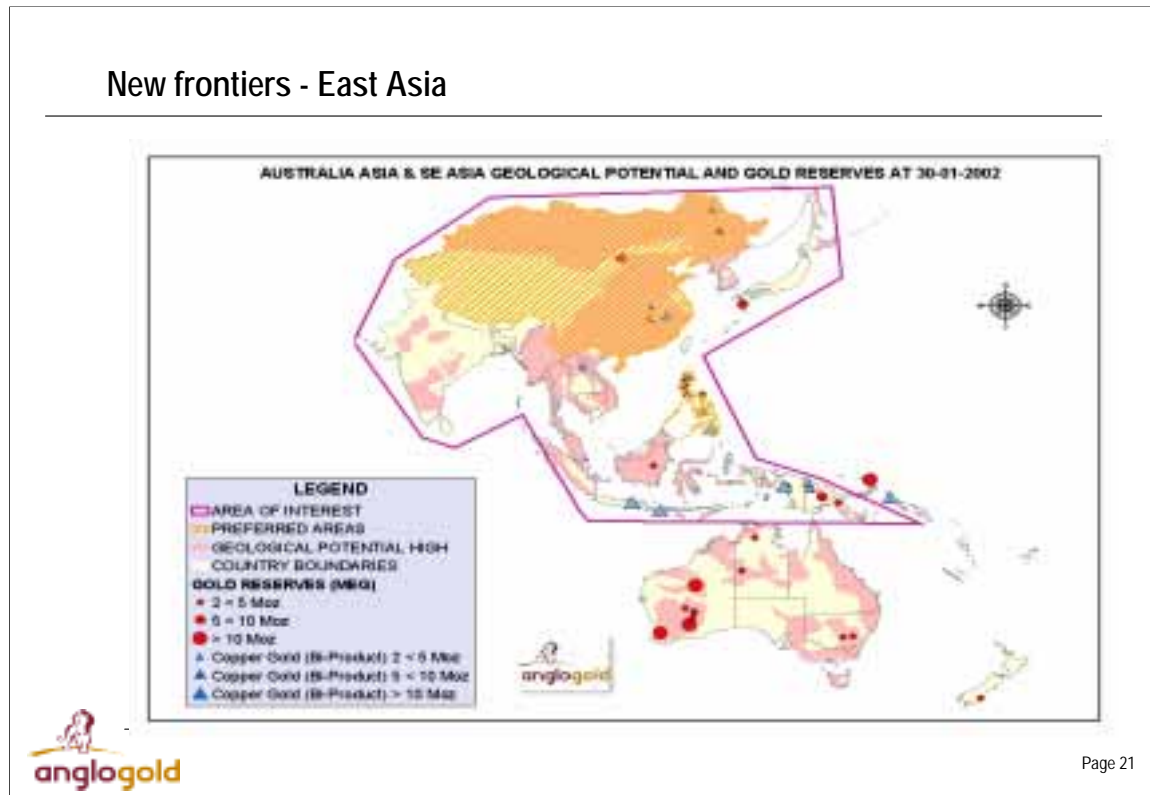 New frontiers - East Asia
AUSTRALIA ASIA & SE ASIA GEOLOGICAL POTENTIAL AND GOLD RESERVES AT 30-01-2002
LEGEND
AREA OF INTEREST
PREFERRED AREAS
GEOLOGICAL POTENTIAL HIGH
COUNTRY BOUNDARIES
GOLD RESERVES (MEG)
2 < 5 Moz
5 < 10 Moz
> 10 Moz
Copper Gold (Bi-Product) 2 < 5 Moz
Copper Gold (Bi-Product) 5 < 10 Moz
Copper Gold (Bi-Product) > 10 Moz
anglogold
anglogold
Page 21